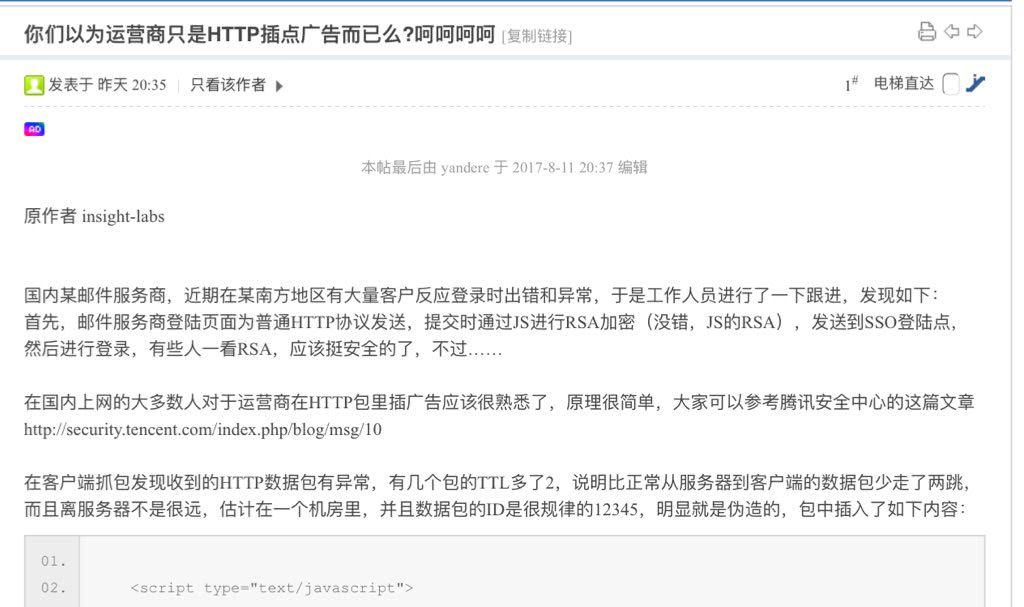 你们以为运营商只是HTTP插点广告而已么?呵呵呵呵 [复制链接]
发表于 昨天 20:35 | 只看该作者
1# 电梯直达
AD
本帖最后由 yandere 于 2017-8-11 20:37 编辑
原作者 insight-labs
国内某邮件服务商，近期在某南方地区有大量客户反应登录时出错和异常，于是工作人员进行了一下跟进，发现如下：
首先，邮件服务商登陆页面为普通HTTP协议发送，提交时通过JS进行RSA加密（没错，JS的RSA），发送到SSO登陆点，
然后进行登录，有些人一看RSA，应该挺安全的了，不过……
在国内上网的大多数人对于运营商在HTTP包里插广告应该很熟悉了，原理很简单，大家可以参考腾讯安全中心的这篇文章
http://security.tencent.com/index.php/blog/msg/10
在客户端抓包发现收到的HTTP数据包有异常，有几个包的TTL多了2，说明比正常从服务器到客户端的数据包少走了两跳，
而且离服务器不是很远，估计在一个机房里，并且数据包的ID是很规律的12345，明显就是伪造的，包中插入了如下内容：
01.
02. <script type="text/javascript">